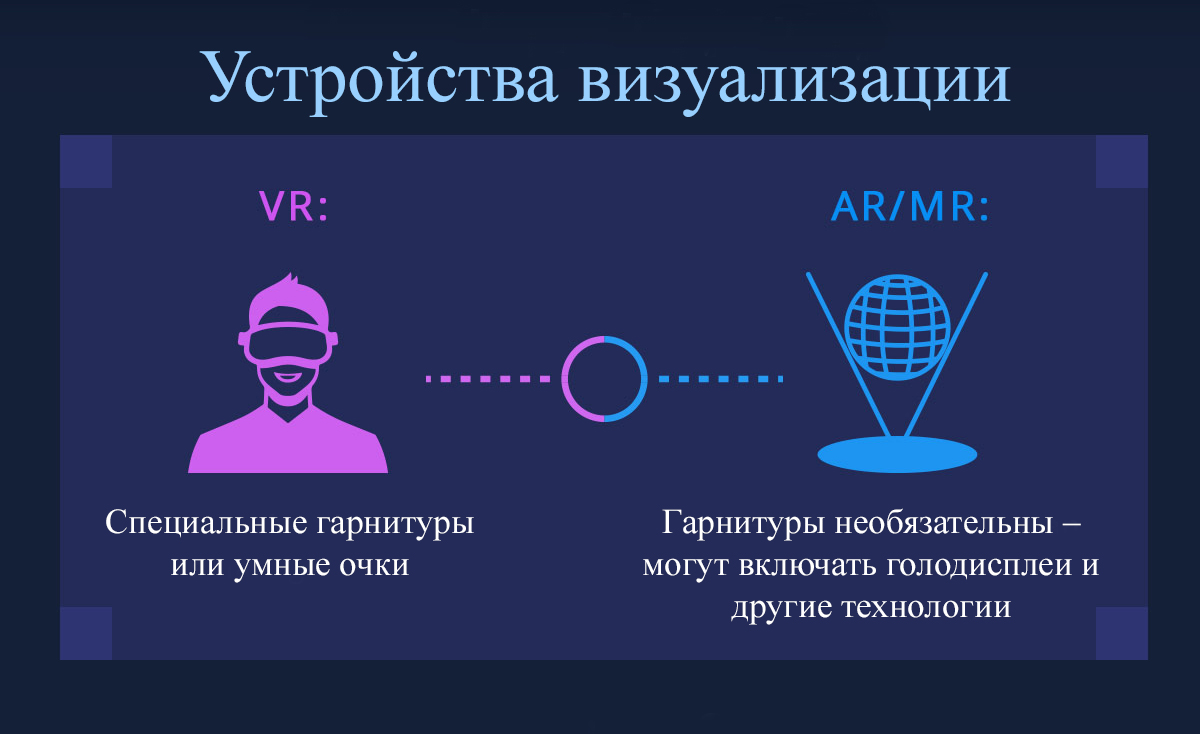 Устройства визуализации
VR:
AR/MR:
Специальные гарнитуры
или умные очки
Гарнитуры необязательны –
могут включать голодисплеи и
другие технологии